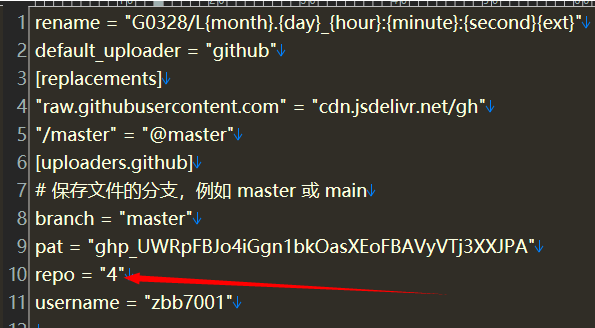 1 rename = "G0328/L{month}.{day}_{hour}:{minute}:{second}{ext}"
2 default_uploader = "github"
3 [replacements]
4 "raw.githubusercontent.com" = "cdn.jsdelivr.net/gh"
5 "/master" = "@master"
6 [uploaders.github]
7 # 保存文件的分支，例如 master 或 main
8 branch = "master"
9 pat = "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"
10 repo = "4"
11 username = "zbb7001"